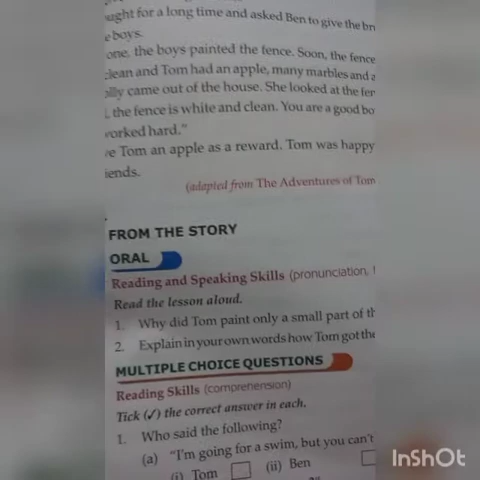 ught for a long time and asked Ben to give the
e boys.
one, the boys painted the fence. Soon, the fence
clean and Tom had an apple, many marbles and a
olly came out of the house. She looked at the
, the fence is white and clean. You are a good
worked hard."
ve Tom an apple as a reward. Tom was happy
iends.
(adapted from The Adventures of Tom
FROM THE STORY
ORAL
Reading and Speaking Skills (pronunciation,
Read the lesson aloud.
1. Why did Tom paint only a small part of
2. Explain in your own words how Tom got the
MULTIPLE CHOICE QUESTIONS
Reading Skills (comprehension)
Tick (✓) the correct answer in each.
1. Who said the following?
(a) "I'm going for a swim, but you can't
(i) Tom (ii) Ben
InShOt